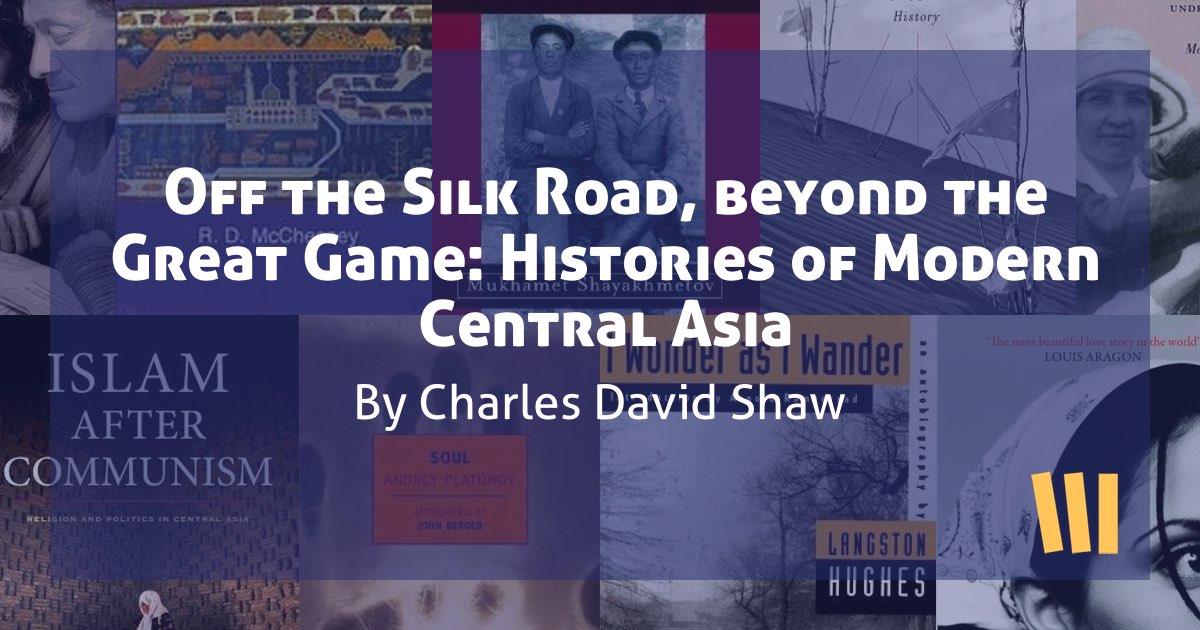 History
UNDE
Off the Silk Road, beyond the
Great Game: Histories of Modern
Central Asia
By Charles David Shaw
R. D. McChesney
Mukhamet Shayakhmetov
ISLAM
AFTER
COMMUNISM
RELIGION AND POLITICS IN CENTRAL ASIA
SOUL
ANDREY PLATONOV
AFTERWORD BY
JOHN BERGER
I Wonder as I Wander
an autobiography by
LANGSTON
HUGHES
"The most beautiful love story in the world"
LOUIS ARAGON